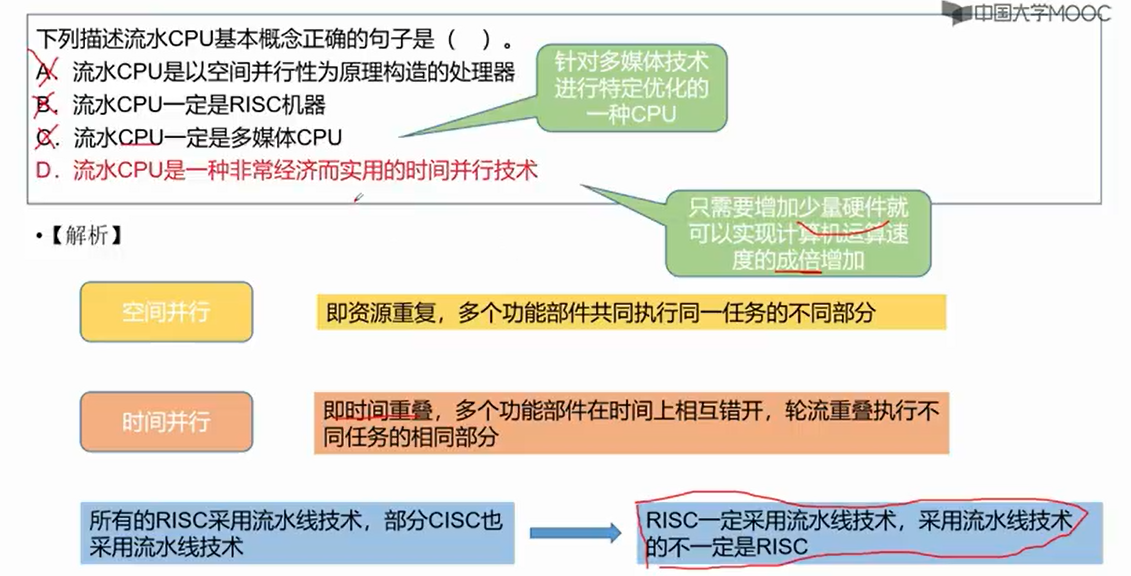 中国大学MOOC
下列描述流水CPU基本概念正确的句子是（ ）。
A．流水CPU是以空间并行性为原理构造的处理器
B．流水CPU一定是RISC机器
C．流水CPU一定是多媒体CPU
D．流水CPU是一种非常经济而实用的时间并行技术
针对多媒体技术
进行特定优化的
一种CPU
只需要增加少量硬件就
可以实现计算机运算速
度的成倍增加
•【解析】
空间并行
即资源重复，多个功能部件共同执行同一任务的不同部分
时间并行
即时间重叠，多个功能部件在时间上相互错开，轮流重叠执行不
同任务的相同部分
所有的RISC采用流水线技术，部分CISC也
采用流水线技术
RISC一定采用流水线技术，采用流水线技术
的不一定是RISC